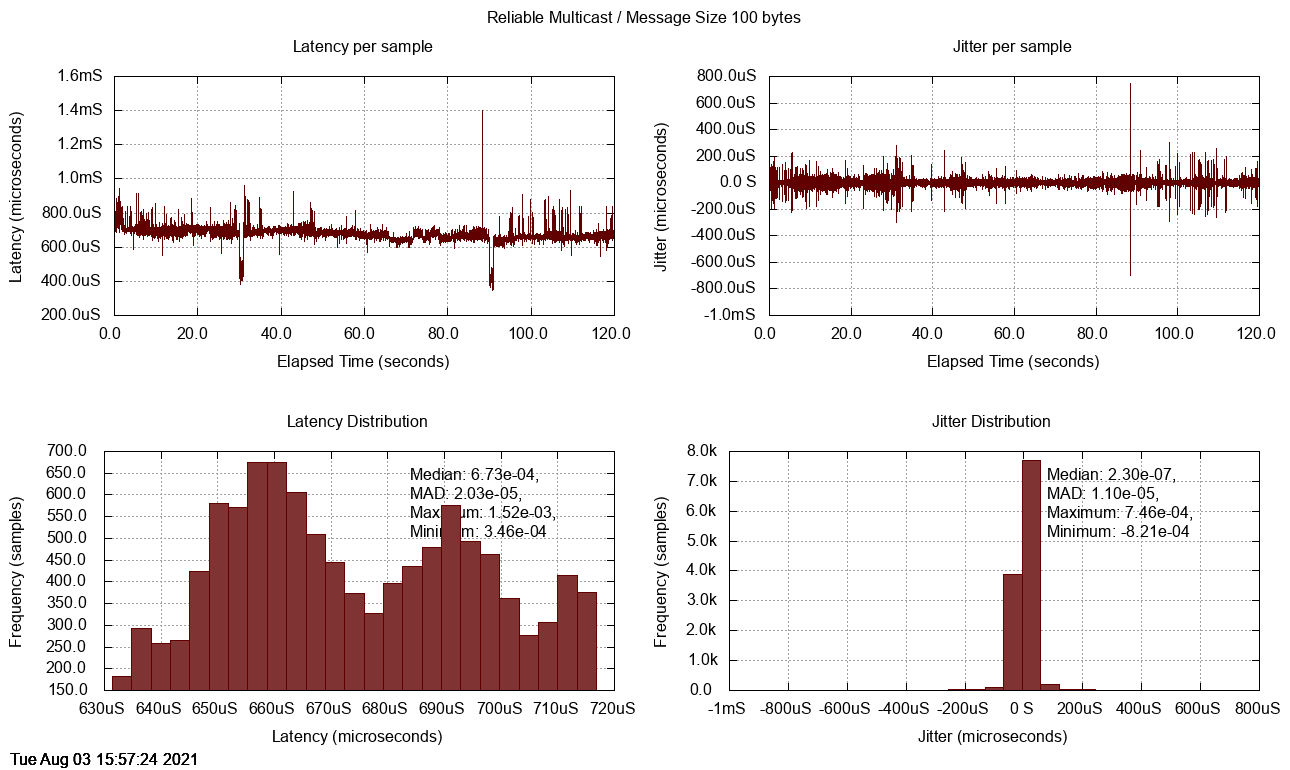 Reliable Multicast / Message Size 100 bytes
Latency per sample
1.6mS
1.4mS
1.2mS
1.0mS
800.0uS
600.0uS
400.0uS
200.0uS
Latency (microseconds)
0.0 20.0 40.0 60.0 80.0 100.0 120.0
Elapsed Time (seconds)
Jitter per sample
800.0uS
600.0uS
400.0uS
200.0uS
0.0 S
-200.0uS
-400.0uS
-600.0uS
-800.0uS
-1.0mS
Jitter (microseconds)
0.0 20.0 40.0 60.0 80.0 100.0 120.0
Elapsed Time (seconds)
Latency Distribution
700.0
650.0
600.0
550.0
500.0
450.0
400.0
350.0
300.0
250.0
200.0
150.0
Frequency (samples)
Median: 6.73e-04,
MAD: 2.03e-05,
Maximum: 1.52e-03,
Minimum: 3.46e-04
630uS 640uS 650uS 660uS 670uS 680uS 690uS 700uS 710uS 720uS
Latency (microseconds)
Jitter Distribution
8.0k
7.0k
6.0k
5.0k
4.0k
3.0k
2.0k
1.0k
0.0
Frequency (samples)
Median: 2.30e-07,
MAD: 1.10e-05,
Maximum: 7.46e-04,
Minimum: -8.21e-04
-1mS -800uS -600uS -400uS -200uS 0 S 200uS 400uS 600uS 800uS
Jitter (microseconds)
Tue Aug 03 15:57:24 2021